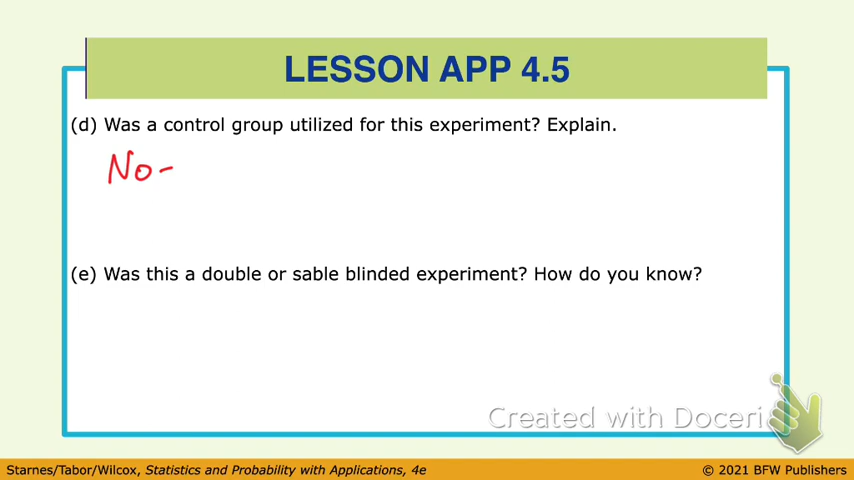 LESSON APP 4.5
(d) Was a control group utilized for this experiment? Explain.
No-
(e) Was this a double or sable blinded experiment? How do you know?
Created with Doceri
Starnes/Tabor/Wilcox, Statistics and Probability with Applications, 4e
© 2021 BFW Publishers